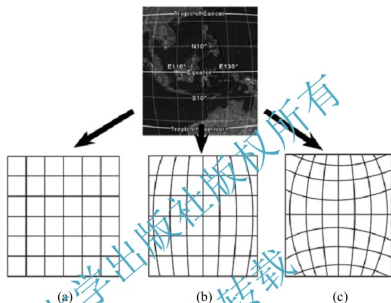 Tropic of Cancer
N10°
E110° E130°
Equator
S10°
Tropic of Capricorn
(a) (b) (c)
学出版社版权所有
转载